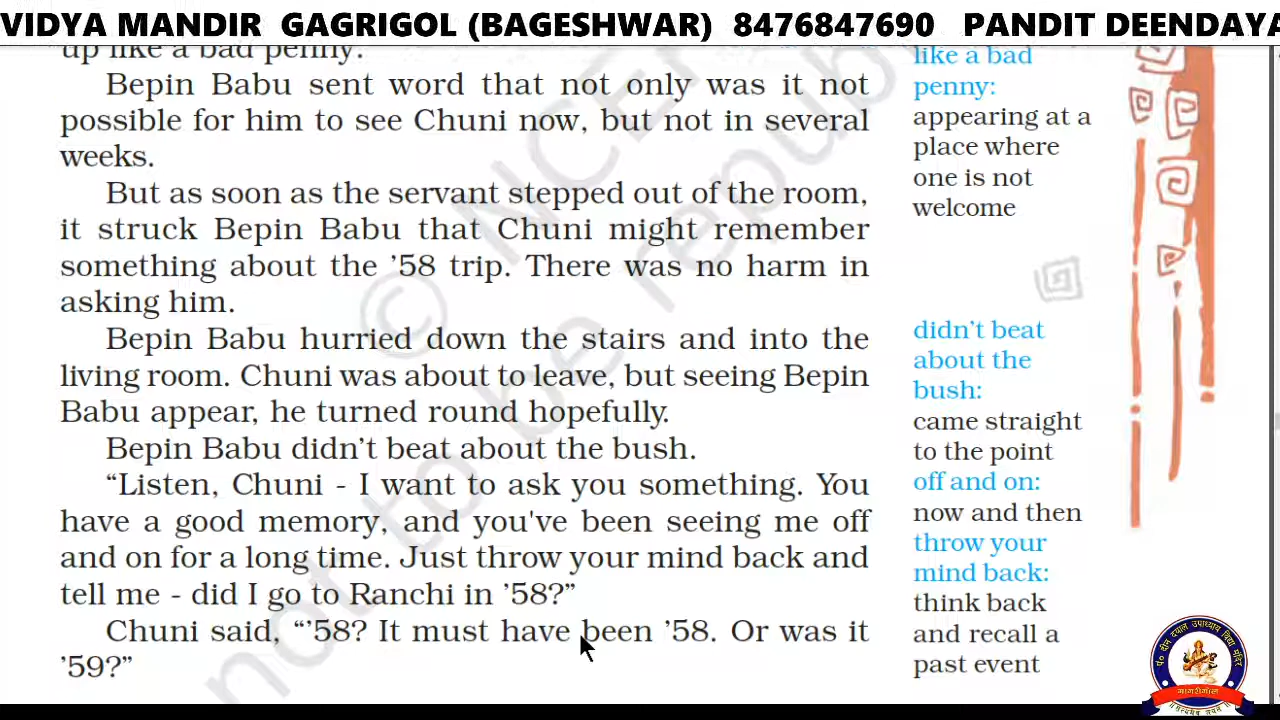 VIDYA MANDIR GAGRIGOL (BAGESHWAR) 8476847690 PANDIT DEENDAYA
up like a bad penny.
Bepin Babu sent word that not only was it not
possible for him to see Chuni now, but not in several
weeks.
But as soon as the servant stepped out of the room,
it struck Bepin Babu that Chuni might remember
something about the ’58 trip. There was no harm in
asking him.
Bepin Babu hurried down the stairs and into the
living room. Chuni was about to leave, but seeing Bepin
Babu appear, he turned round hopefully.
Bepin Babu didn’t beat about the bush.
“Listen, Chuni - I want to ask you something. You
have a good memory, and you've been seeing me off
and on for a long time. Just throw your mind back and
tell me - did I go to Ranchi in ’58?”
Chuni said, “’58? It must have been ’58. Or was it
’59?”
like a bad
penny:
appearing at a
place where
one is not
welcome
didn’t beat
about the
bush:
came straight
to the point
off and on:
now and then
throw your
mind back:
think back
and recall a
past event
© NCER
not to be republ
पं० दीन दयाल उपाध्याय विद्या मंदिर
गागरीगोल